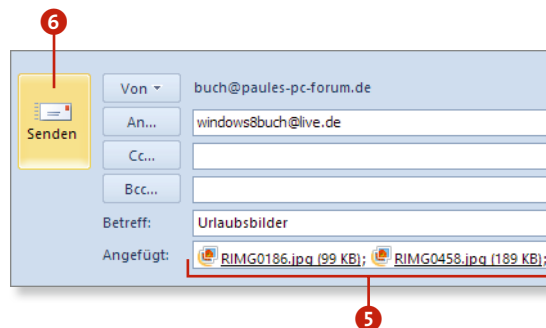 6
Von
buch@paules-pc-forum.de
Senden
An...
windows8buch@live.de
Cc...
Bcc...
Betreff:
Urlaubsbilder
Angefügt:
RIMG0186.jpg (99 KB); RIMG0458.jpg (189 KB);
5